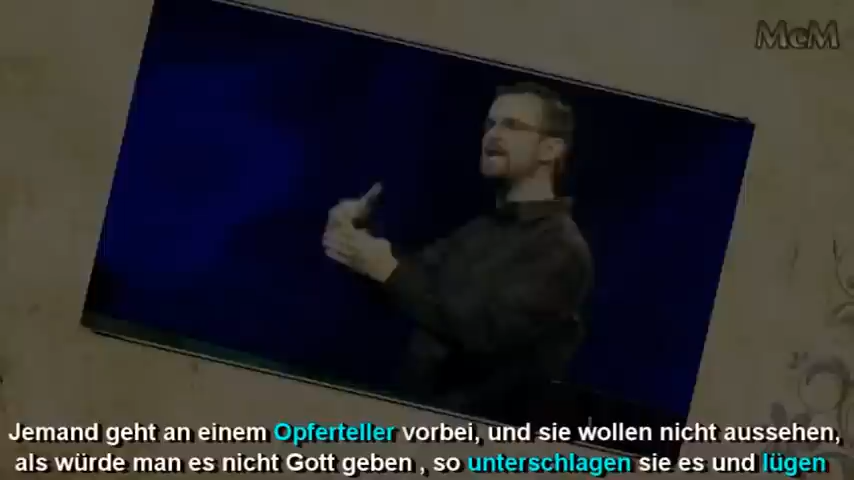 McM
Jemand geht an einem Opferteller vorbei, und sie wollen nicht aussehen,
als würde man es nicht Gott geben , so unterschlagen sie es und lügen